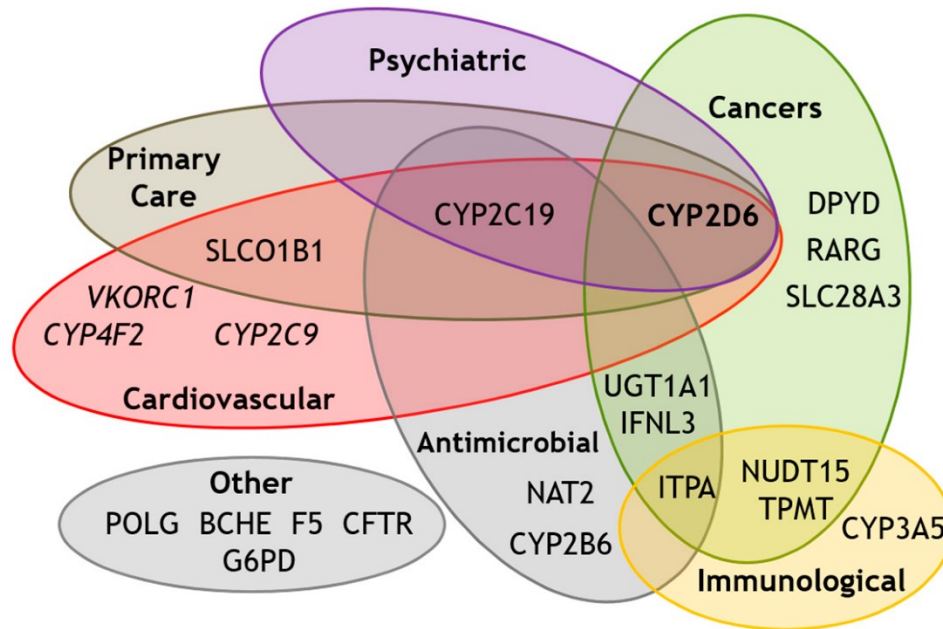 Psychiatric
Cancers
Primary
Care
CYP2C19
CYP2D6
DPYD
SLCO1B1
RARG
VKORC1
SLC28A3
CYP4F2
CYP2C9
Cardiovascular
UGT1A1
IFNL3
Antimicrobial
Other
NAT2
ITPA
NUDT15
POLG BCHE F5 CFTR
TPMT
CYP3A5
G6PD
CYP2B6
Immunological